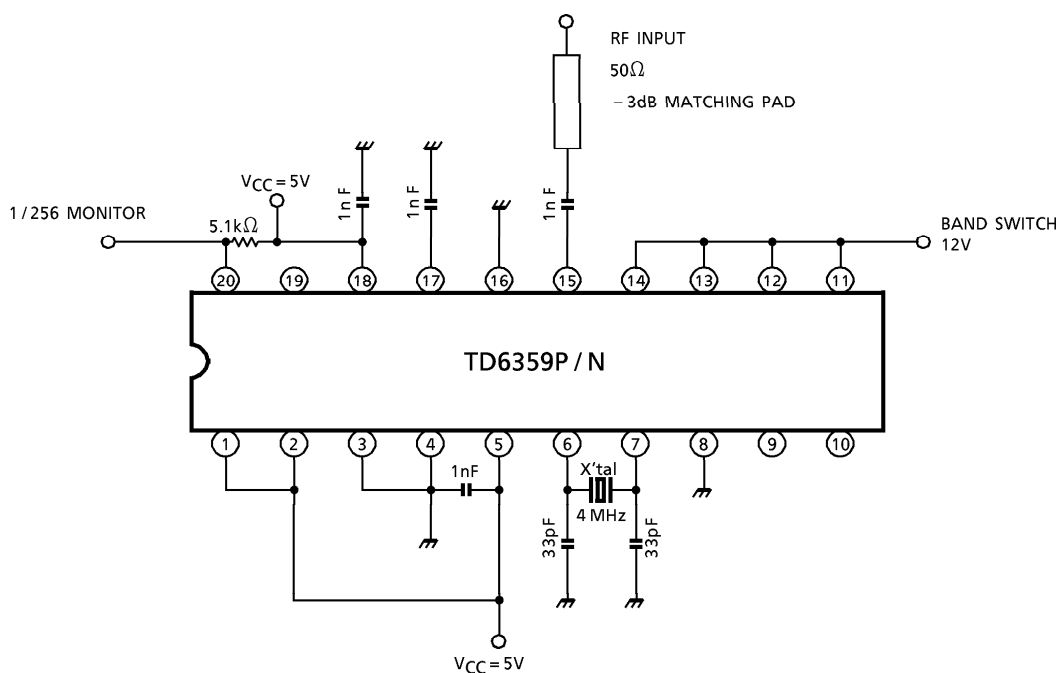 RF INPUT
50Ω
−3dB MATCHING PAD
VCC=5V
1nF
1nF
1nF
1/256 MONITOR
5.1kΩ
BAND SWITCH
12V
20 19 18 17 16 15 14 13 12 11
TD6359P/N
1 2 3 4 5 6 7 8 9 10
1nF
X'tal
4MHz
33pF
33pF
VCC=5V